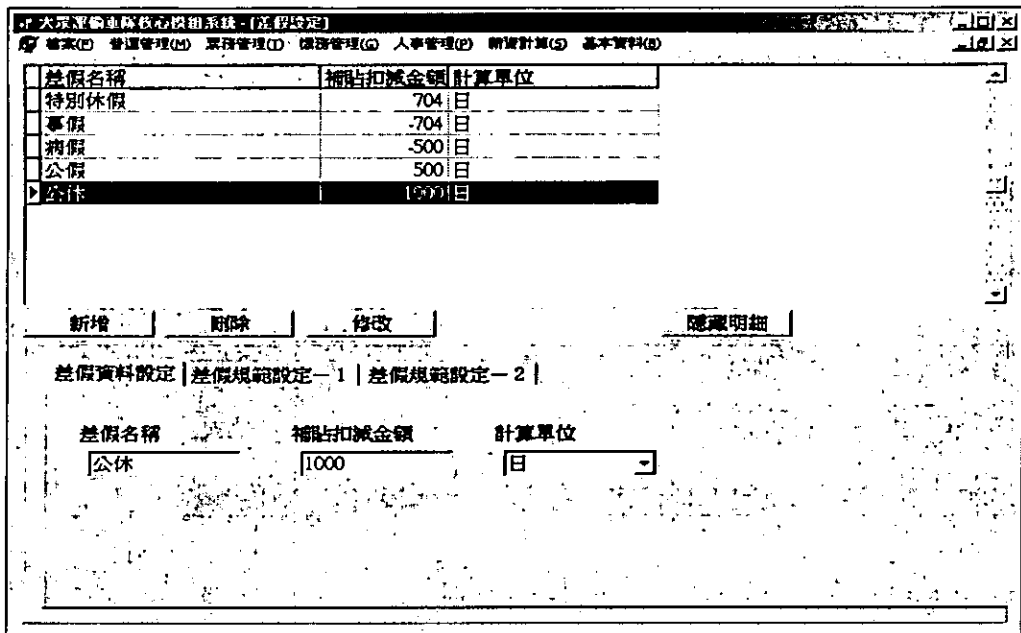 大眾運輸車隊核心模組系統 - [差假設定]
檔案(F) 營運管理(M) 票務管理(T) 機務管理(G) 人事管理(P) 薪資計算(S) 基本資料(B)
差假名稱 補貼扣減金額 計算單位
特別休假 704 日
事假 -704 日
病假 -500 日
公假 500 日
公休 1000 日
新增 刪除 修改 隱藏明細
差假資料設定 差假規範設定－1 差假規範設定－2
差假名稱 補貼扣減金額 計算單位
公休 1000 日